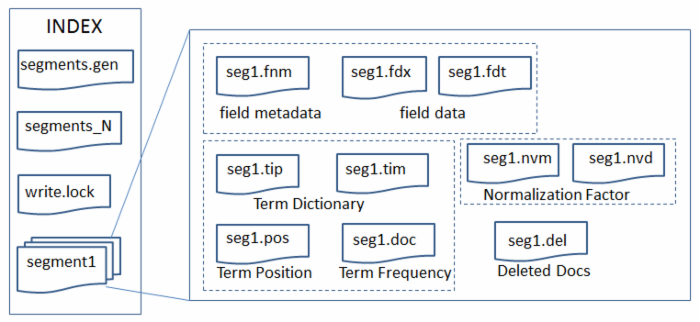 INDEX
segments.gen
segments_N
write.lock
segment1
seg1.fnm
seg1.fdx
seg1.fdt
field metadata
field data
seg1.tip
seg1.tim
Term Dictionary
seg1.pos
seg1.doc
Term Position
Term Frequency
seg1.nvm
seg1.nvd
Normalization Factor
seg1.del
Deleted Docs